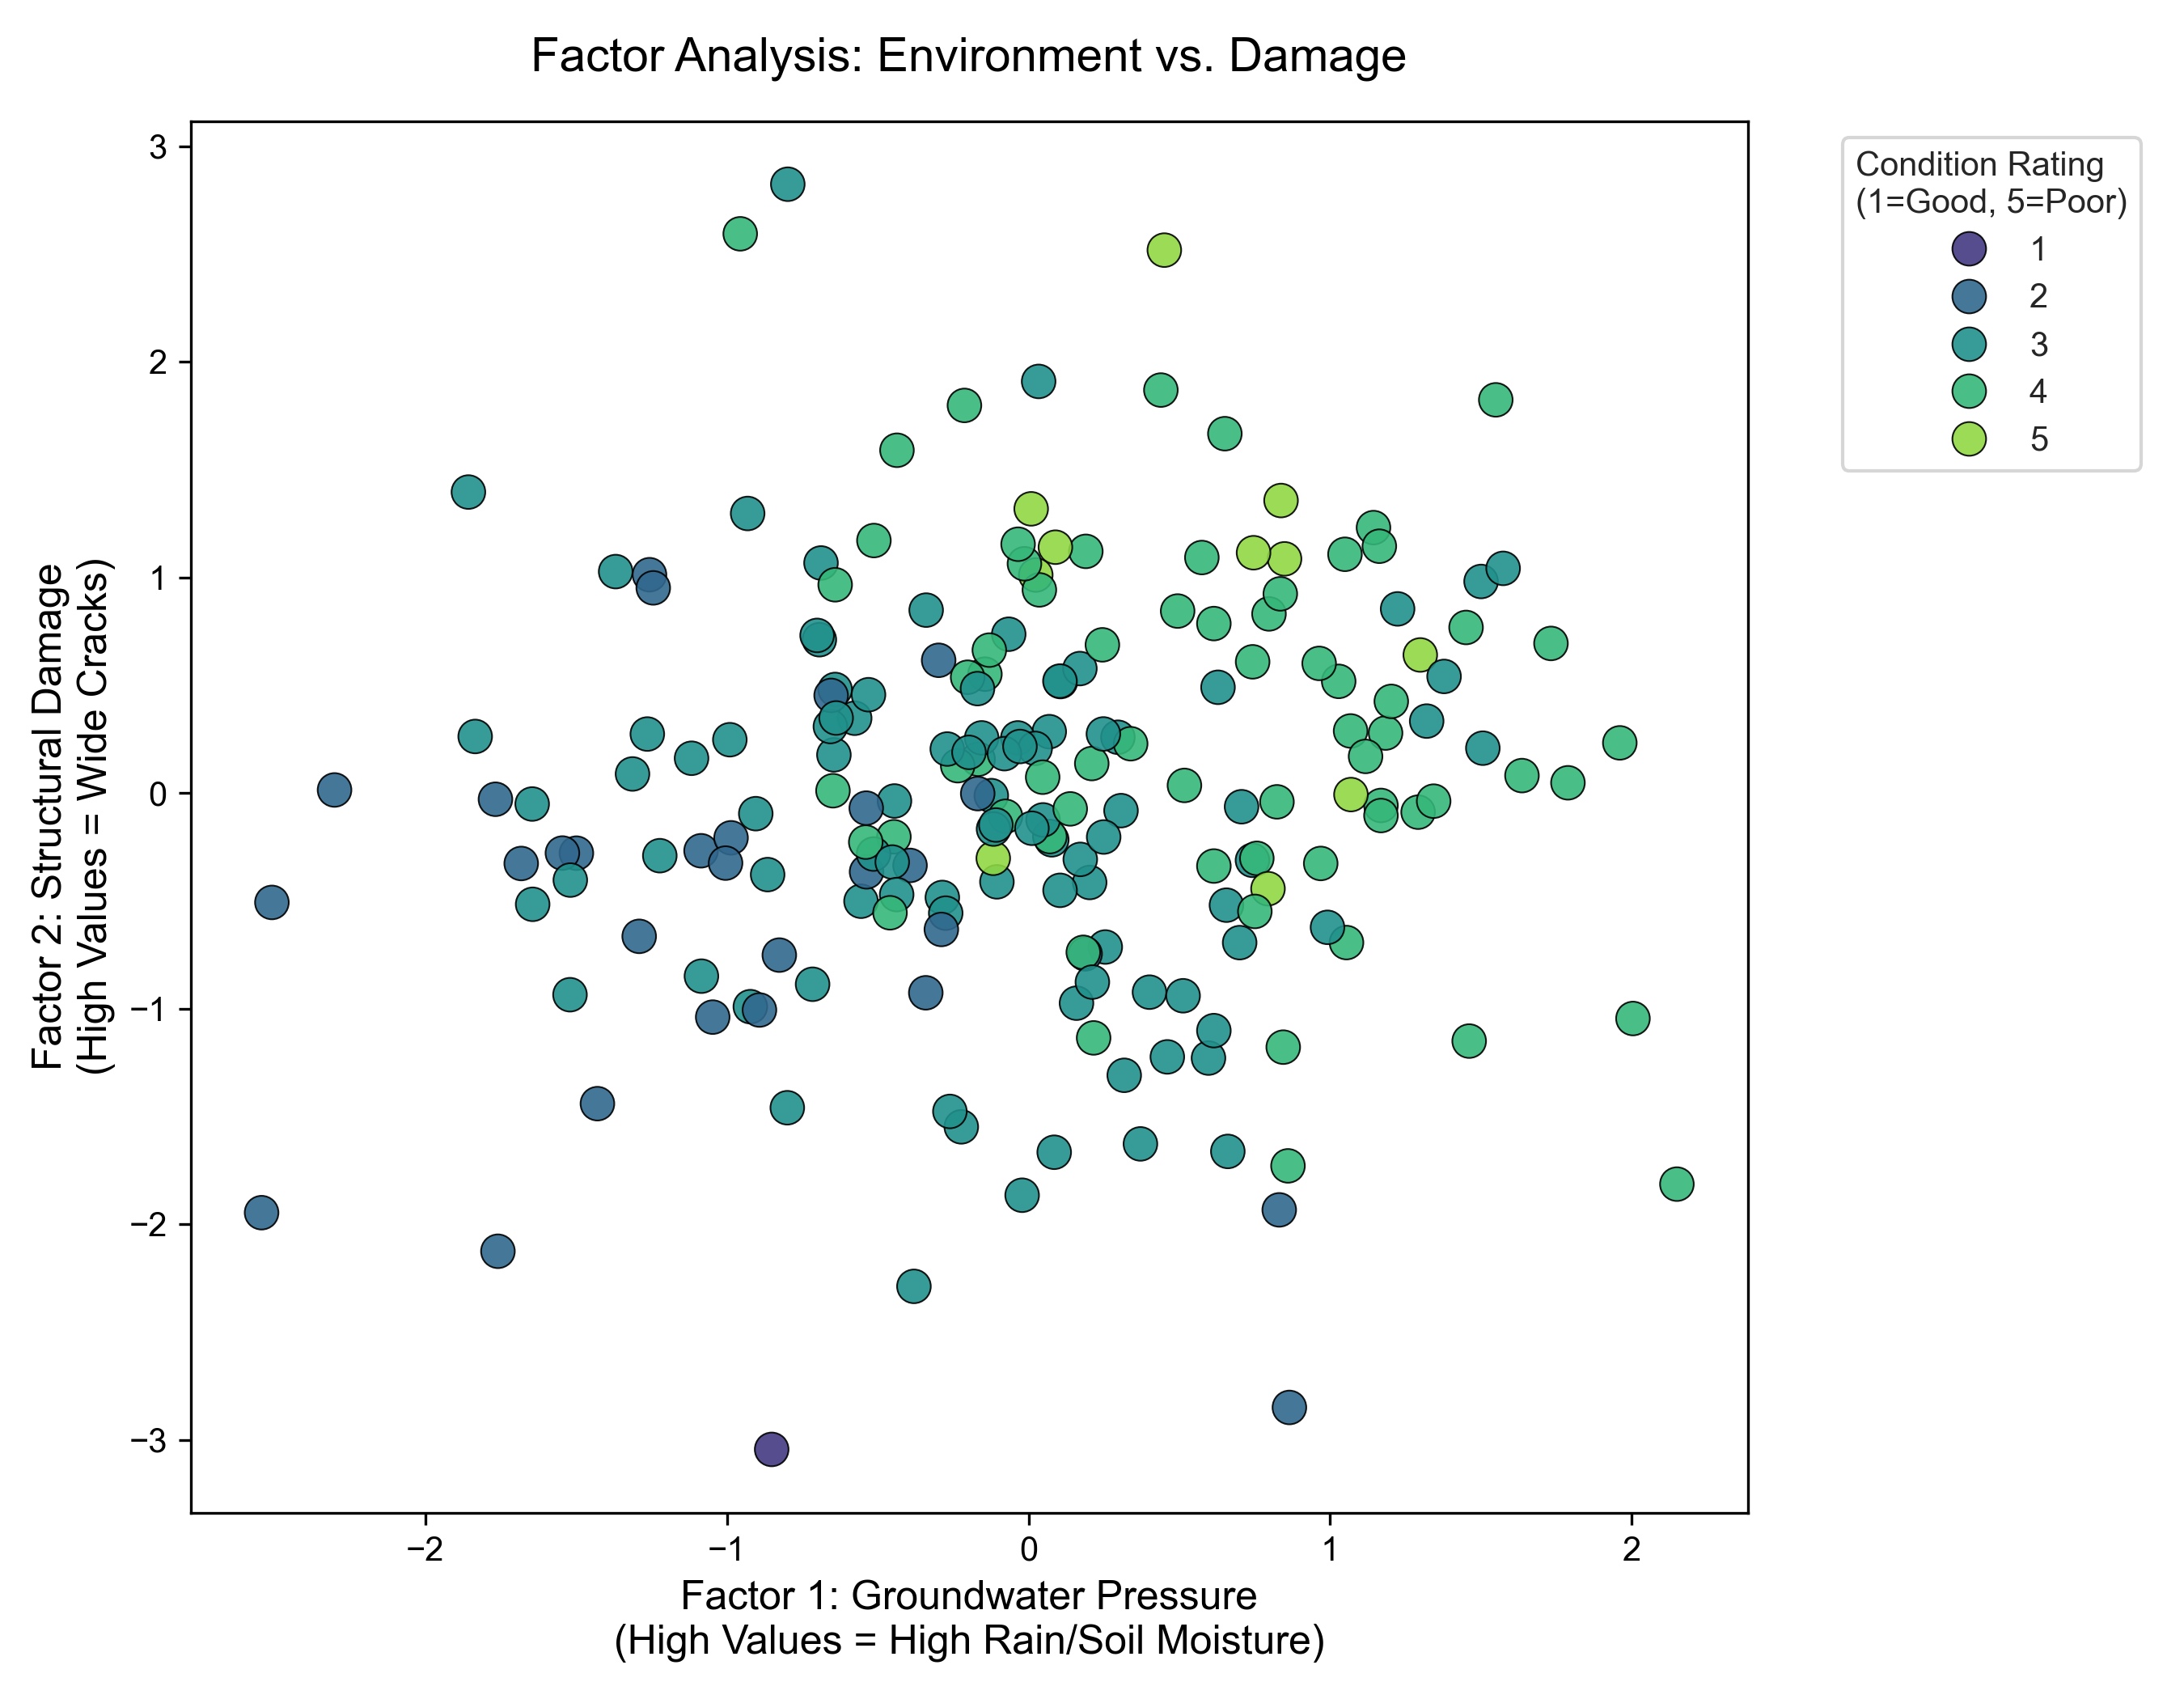 Factor Analysis: Environment vs. Damage
Condition Rating
(1=Good, 5=Poor)
1
2
3
4
5
Factor 2: Structural Damage
(High Values = Wide Cracks)
3
2
1
0
−1
−2
−3
−2
−1
0
1
2
Factor 1: Groundwater Pressure
(High Values = High Rain/Soil Moisture)